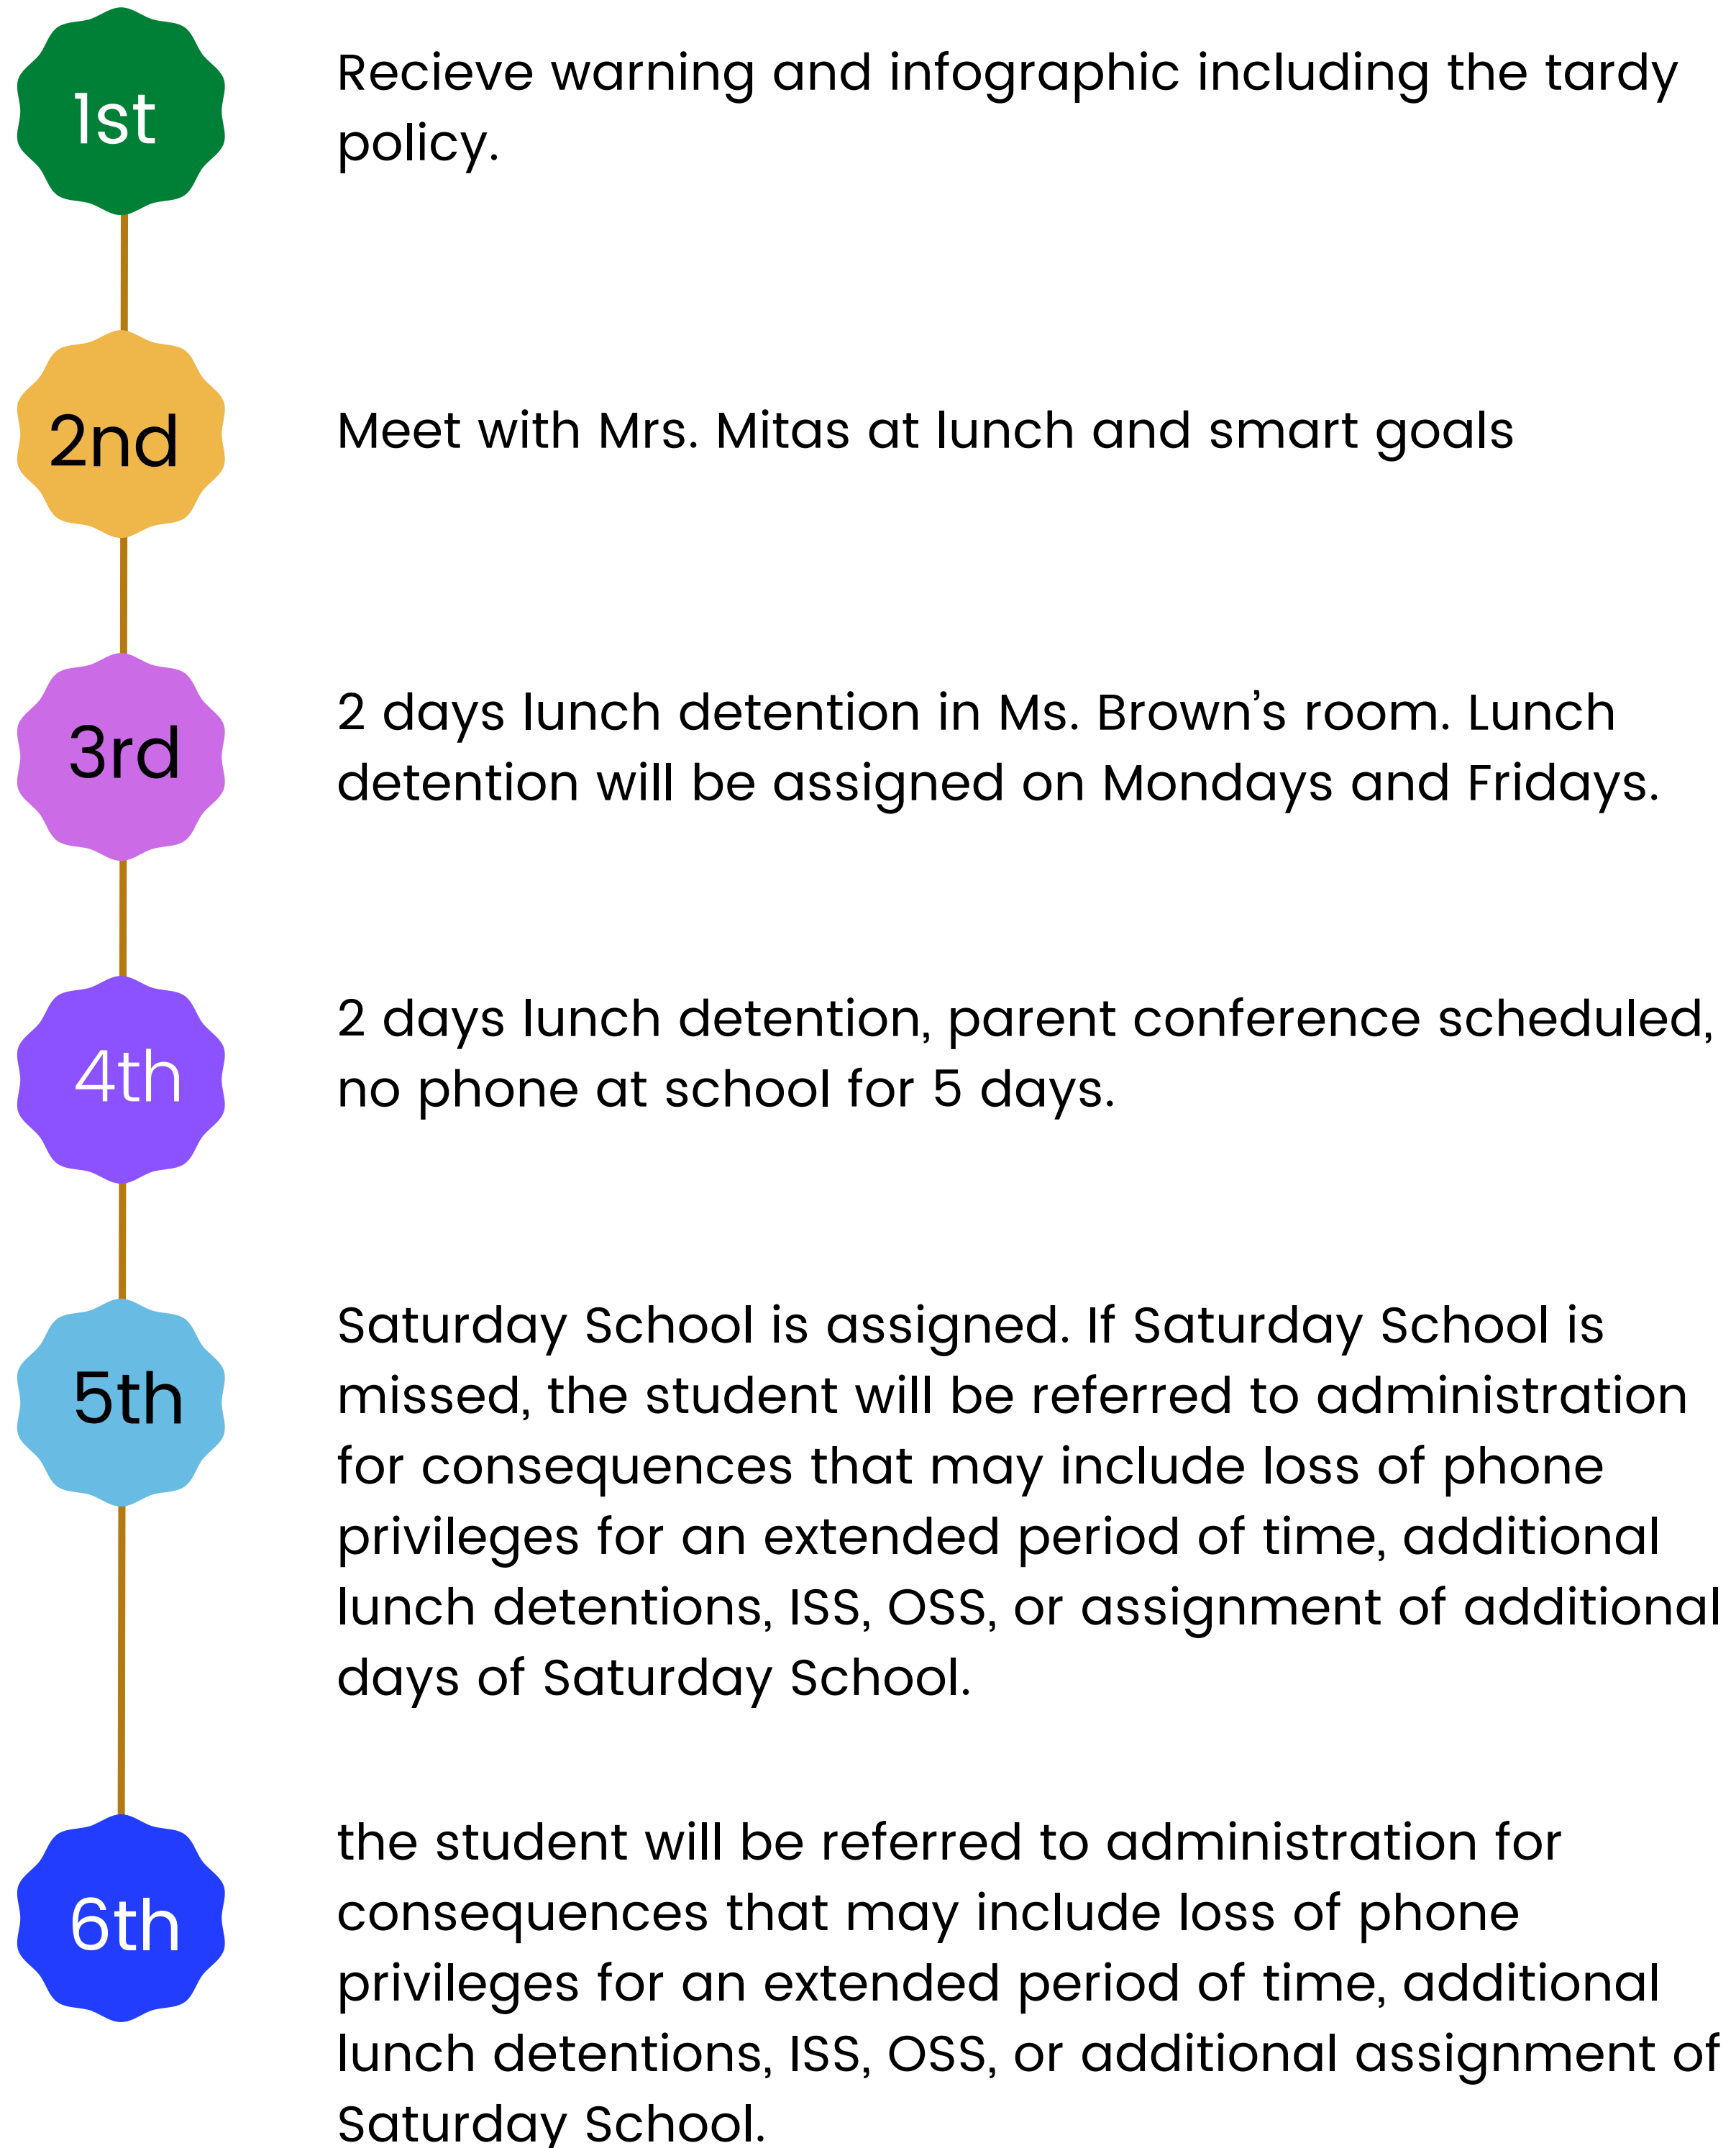 1st
Recieve warning and infographic including the tardy
policy.
2nd
Meet with Mrs. Mitas at lunch and smart goals
3rd
2 days lunch detention in Ms. Brown’s room. Lunch
detention will be assigned on Mondays and Fridays.
4th
2 days lunch detention, parent conference scheduled,
no phone at school for 5 days.
5th
Saturday School is assigned. If Saturday School is
missed, the student will be referred to administration
for consequences that may include loss of phone
privileges for an extended period of time, additional
lunch detentions, ISS, OSS, or assignment of additional
days of Saturday School.
6th
the student will be referred to administration for
consequences that may include loss of phone
privileges for an extended period of time, additional
lunch detentions, ISS, OSS, or additional assignment of
Saturday School.